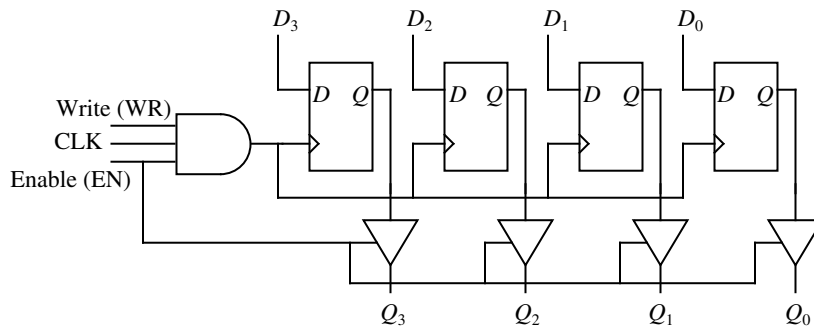 D3 D2 D1 D0
D Q D Q D Q D Q
Write (WR)
CLK
Enable (EN)
Q3 Q2 Q1 Q0